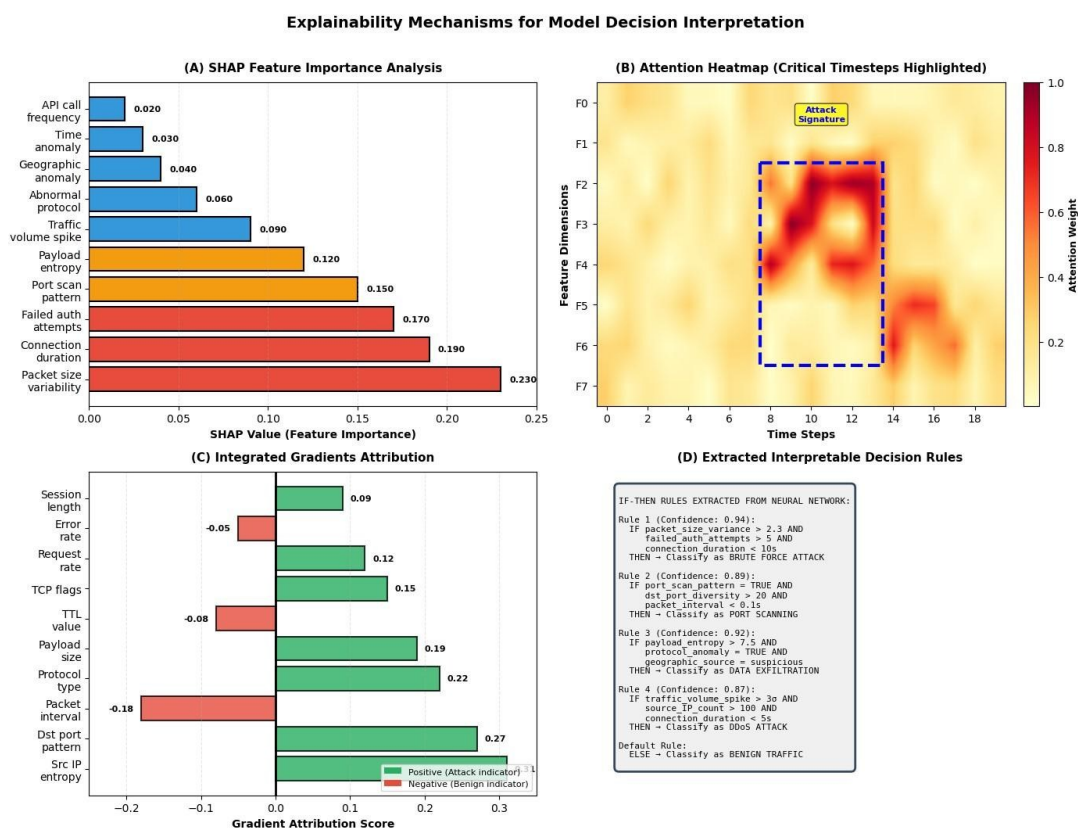 Explainability Mechanisms for Model Decision Interpretation
(A) SHAP Feature Importance Analysis
API call
frequency
0.020
Time
anomaly
0.030
Geographic
anomaly
0.040
Abnormal
protocol
0.060
Traffic
volume spike
0.090
Payload
entropy
0.120
Port scan
pattern
0.150
Failed auth
attempts
0.170
Connection
duration
0.190
Packet size
variability
0.230
0.00 0.05 0.10 0.15 0.20 0.25
SHAP Value (Feature Importance)
(B) Attention Heatmap (Critical Timesteps Highlighted)
Feature Dimensions
F0
F1
F2
F3
F4
F5
F6
F7
Attack
Signature
0 2 4 6 8 10 12 14 16 18
Time Steps
1.0
0.8
0.6
0.4
0.2
Attention Weight
(C) Integrated Gradients Attribution
Session
length
0.09
Error
rate
-0.05
Request
rate
0.12
TCP flags
0.15
TTL
value
-0.08
Payload
size
0.19
Protocol
type
0.22
Packet
interval
-0.18
Dst port
pattern
0.27
Src IP
entropy
0.31
Positive (Attack indicator)
Negative (Benign indicator)
−0.2 −0.1 0.0 0.1 0.2 0.3
Gradient Attribution Score
(D) Extracted Interpretable Decision Rules
IF-THEN RULES EXTRACTED FROM NEURAL NETWORK:
Rule 1 (Confidence: 0.94):
IF packet_size_variance > 2.3 AND
failed_auth_attempts > 5 AND
connection_duration < 10s
THEN → Classify as BRUTE FORCE ATTACK
Rule 2 (Confidence: 0.89):
IF port_scan_pattern = TRUE AND
dst_port_diversity > 20 AND
packet_interval < 0.1s
THEN → Classify as PORT SCANNING
Rule 3 (Confidence: 0.92):
IF payload_entropy > 7.5 AND
protocol_anomaly = TRUE AND
geographic_source = suspicious
THEN → Classify as DATA EXFILTRATION
Rule 4 (Confidence: 0.87):
IF traffic_volume_spike > 3σ AND
source_IP_count > 100 AND
connection_duration < 5s
THEN → Classify as DDoS ATTACK
Default Rule:
ELSE → Classify as BENIGN TRAFFIC